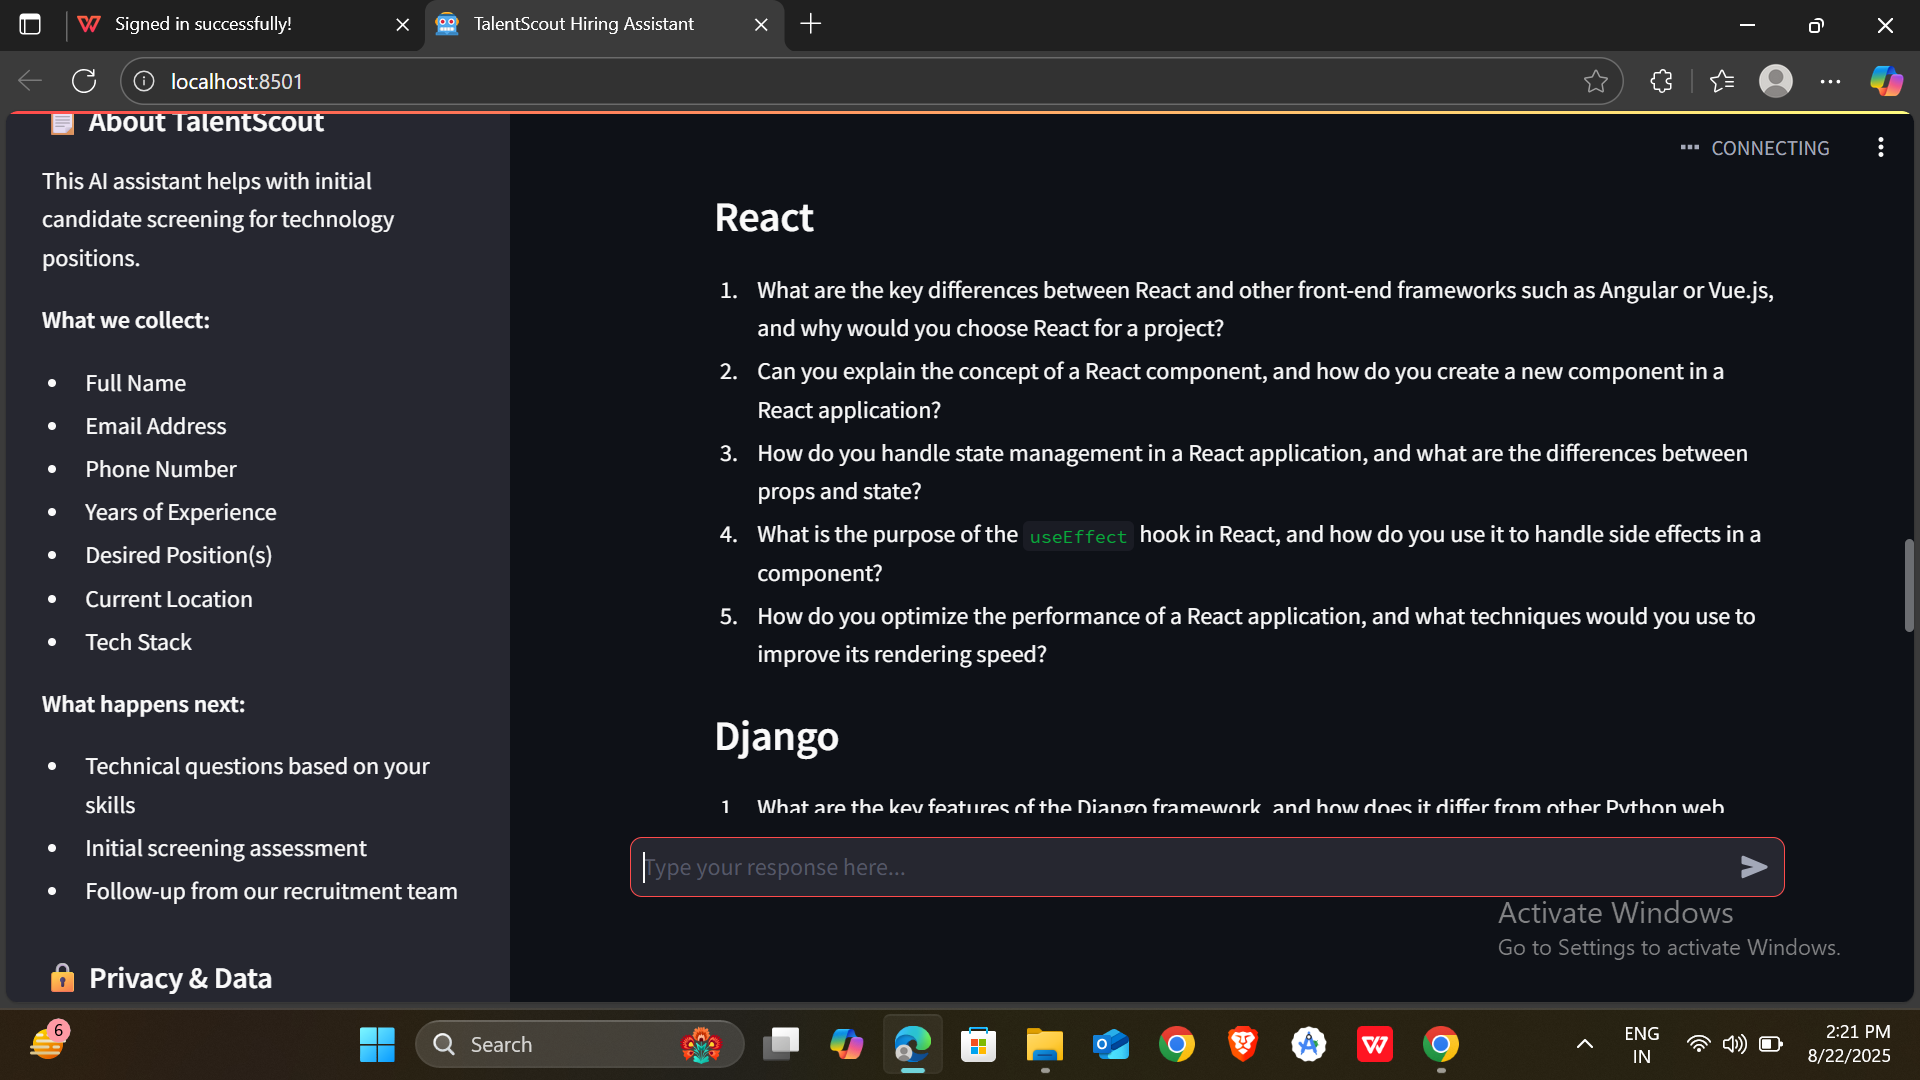 Signed in successfully!
TalentScout Hiring Assistant
localhost:8501
About TalentScout
This AI assistant helps with initial
candidate screening for technology
positions.
What we collect:
• Full Name
• Email Address
• Phone Number
• Years of Experience
• Desired Position(s)
• Current Location
• Tech Stack
What happens next:
• Technical questions based on your
skills
• Initial screening assessment
• Follow-up from our recruitment team
Privacy & Data
CONNECTING
React
1. What are the key differences between React and other front-end frameworks such as Angular or Vue.js,
and why would you choose React for a project?
2. Can you explain the concept of a React component, and how do you create a new component in a
React application?
3. How do you handle state management in a React application, and what are the differences between
props and state?
4. What is the purpose of the useEffect hook in React, and how do you use it to handle side effects in a
component?
5. How do you optimize the performance of a React application, and what techniques would you use to
improve its rendering speed?
Django
1 What are the key features of the Django framework, and how does it differ from other Python web
Type your response here...
Activate Windows
Go to Settings to activate Windows.
6
Search
ENG
IN
2:21 PM
8/22/2025